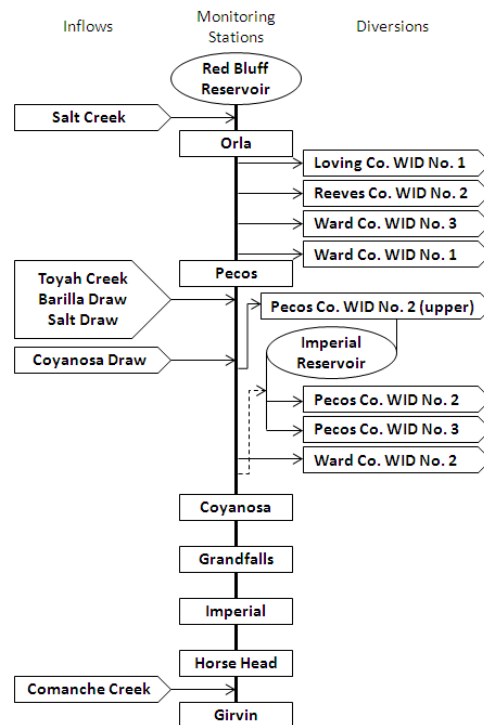 Inflows
Monitoring
Stations
Diversions
Red Bluff
Reservoir
Salt Creek
Orla
Loving Co. WID No. 1
Reeves Co. WID No. 2
Ward Co. WID No. 3
Ward Co. WID No. 1
Pecos
Toyah Creek
Barilla Draw
Salt Draw
Pecos Co. WID No. 2 (upper)
Imperial
Reservoir
Coyanosa Draw
Pecos Co. WID No. 2
Pecos Co. WID No. 3
Ward Co. WID No. 2
Coyanosa
Grandfalls
Imperial
Horse Head
Comanche Creek
Girvin